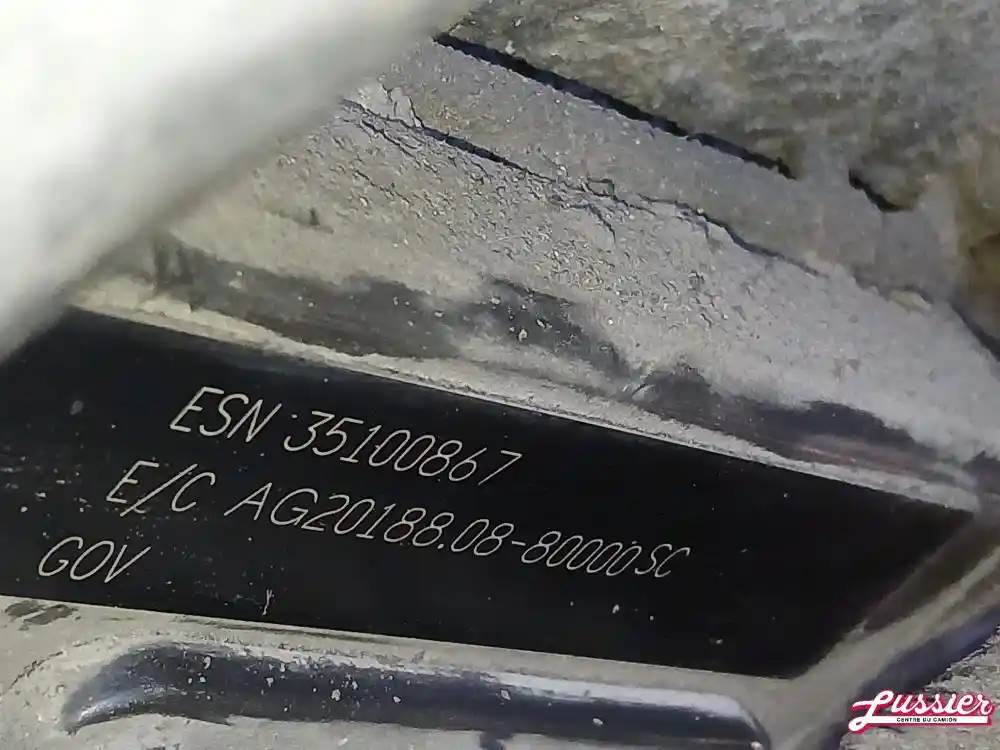 ESN 35100867
E/C AG20188.08-80000SC
GOV
Lussier
CENTRE DU CAMION